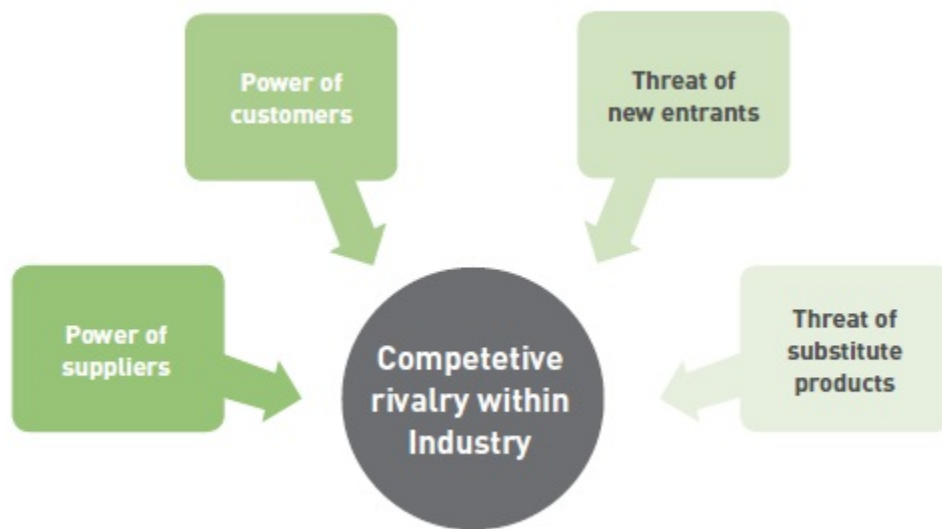 Power of
customers
Threat of
new entrants
Power of
suppliers
Competetive
rivalry within
Industry
Threat of
substitute
products